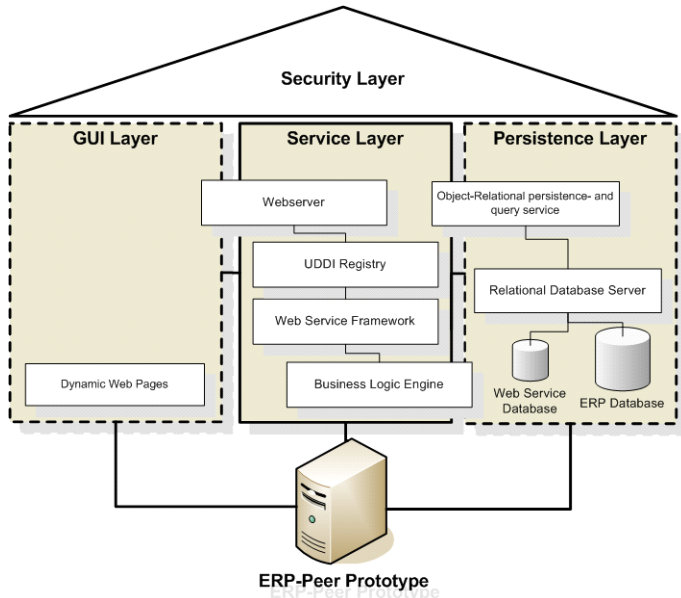 Security Layer
GUI Layer
Service Layer
Persistence Layer
Webserver
Object-Relational persistence- and
query service
UDDI Registry
Relational Database Server
Web Service Framework
Dynamic Web Pages
Business Logic Engine
Web Service
Database
ERP Database
ERP-Peer Prototype